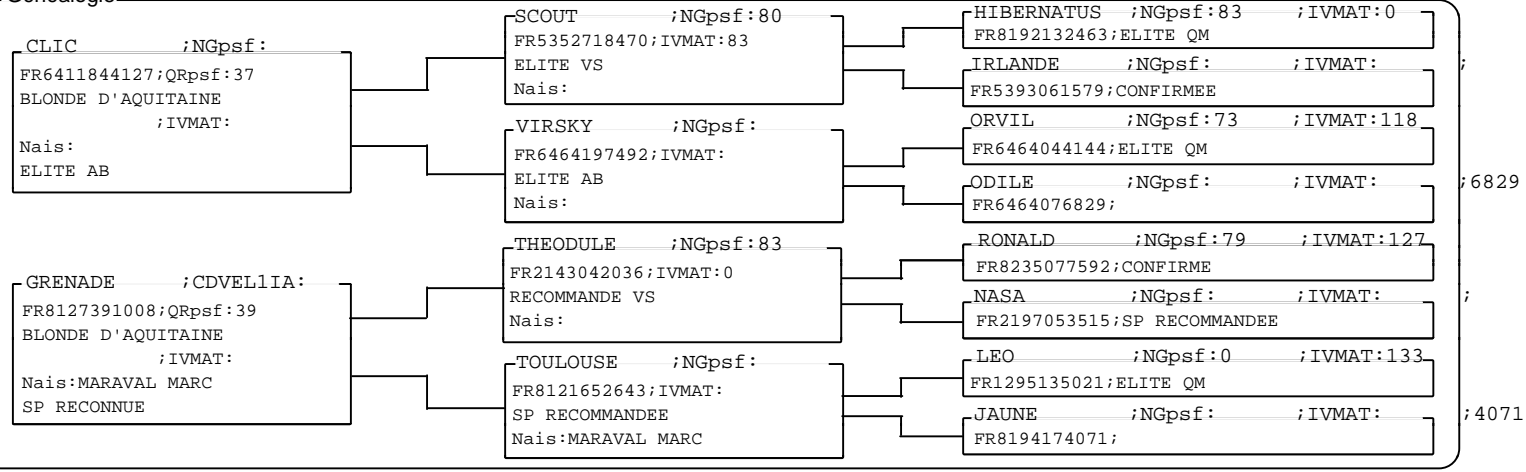 CLIC ;NGpsf:
FR6411844127;QRpsf:37
BLONDE D'AQUITAINE
;IVMAT:
Nais:
ELITE AB
GRENADE ;CDVEL1IA:
FR8127391008;QRpsf:39
BLONDE D'AQUITAINE
;IVMAT:
Nais:MARAVAL MARC
SP RECONNUE
SCOUT ;NGpsf:80
FR5352718470;IVMAT:83
ELITE VS
Nais:
VIRSKY ;NGpsf:
FR6464197492;IVMAT:
ELITE AB
Nais:
THEODULE ;NGpsf:83
FR2143042036;IVMAT:0
RECOMMANDE VS
Nais:
TOULOUSE ;NGpsf:
FR8121652643;IVMAT:
SP RECOMMANDEE
Nais:MARAVAL MARC
HIBERNATUS ;NGpsf:83 ;IVMAT:0
FR8192132463;ELITE QM
IRLANDE ;NGpsf: ;IVMAT: ;
FR5393061579;CONFIRMEE
ORVIL ;NGpsf:73 ;IVMAT:118
FR6464044144;ELITE QM
ODILE ;NGpsf: ;IVMAT: ;6829
FR6464076829;
RONALD ;NGpsf:79 ;IVMAT:127
FR8235077592;CONFIRME
NASA ;NGpsf: ;IVMAT: ;
FR2197053515;SP RECOMMANDEE
LEO ;NGpsf:0 ;IVMAT:133
FR1295135021;ELITE QM
JAUNE ;NGpsf: ;IVMAT: ;4071
FR8194174071;